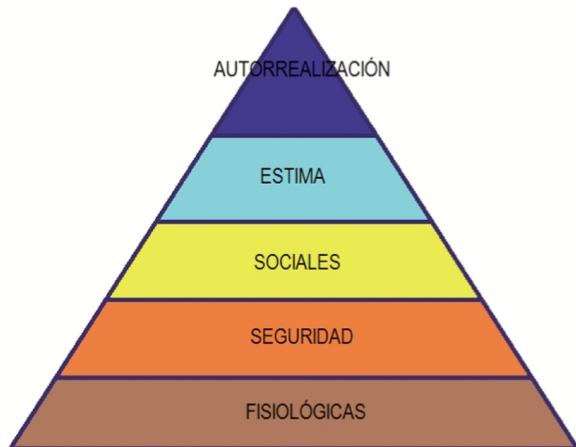 AUTORREALIZACIÓN
ESTIMA
SOCIALES
SEGURIDAD
FISIOLÓGICAS